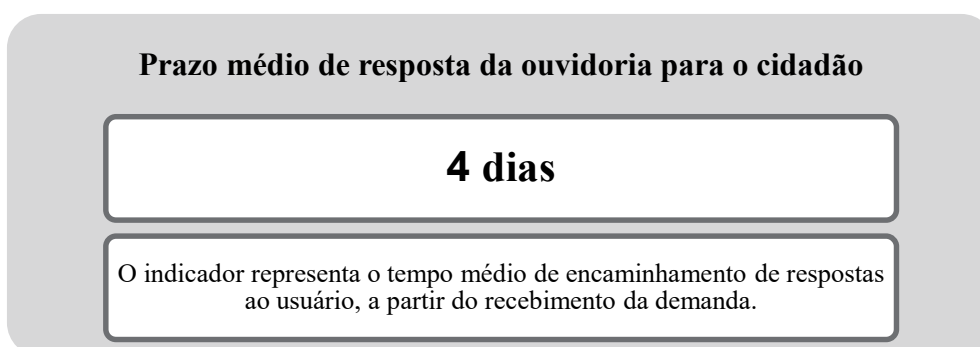 Prazo médio de resposta da ouvidoria para o cidadão
4 dias
O indicador representa o tempo médio de encaminhamento de respostas
ao usuário, a partir do recebimento da demanda.